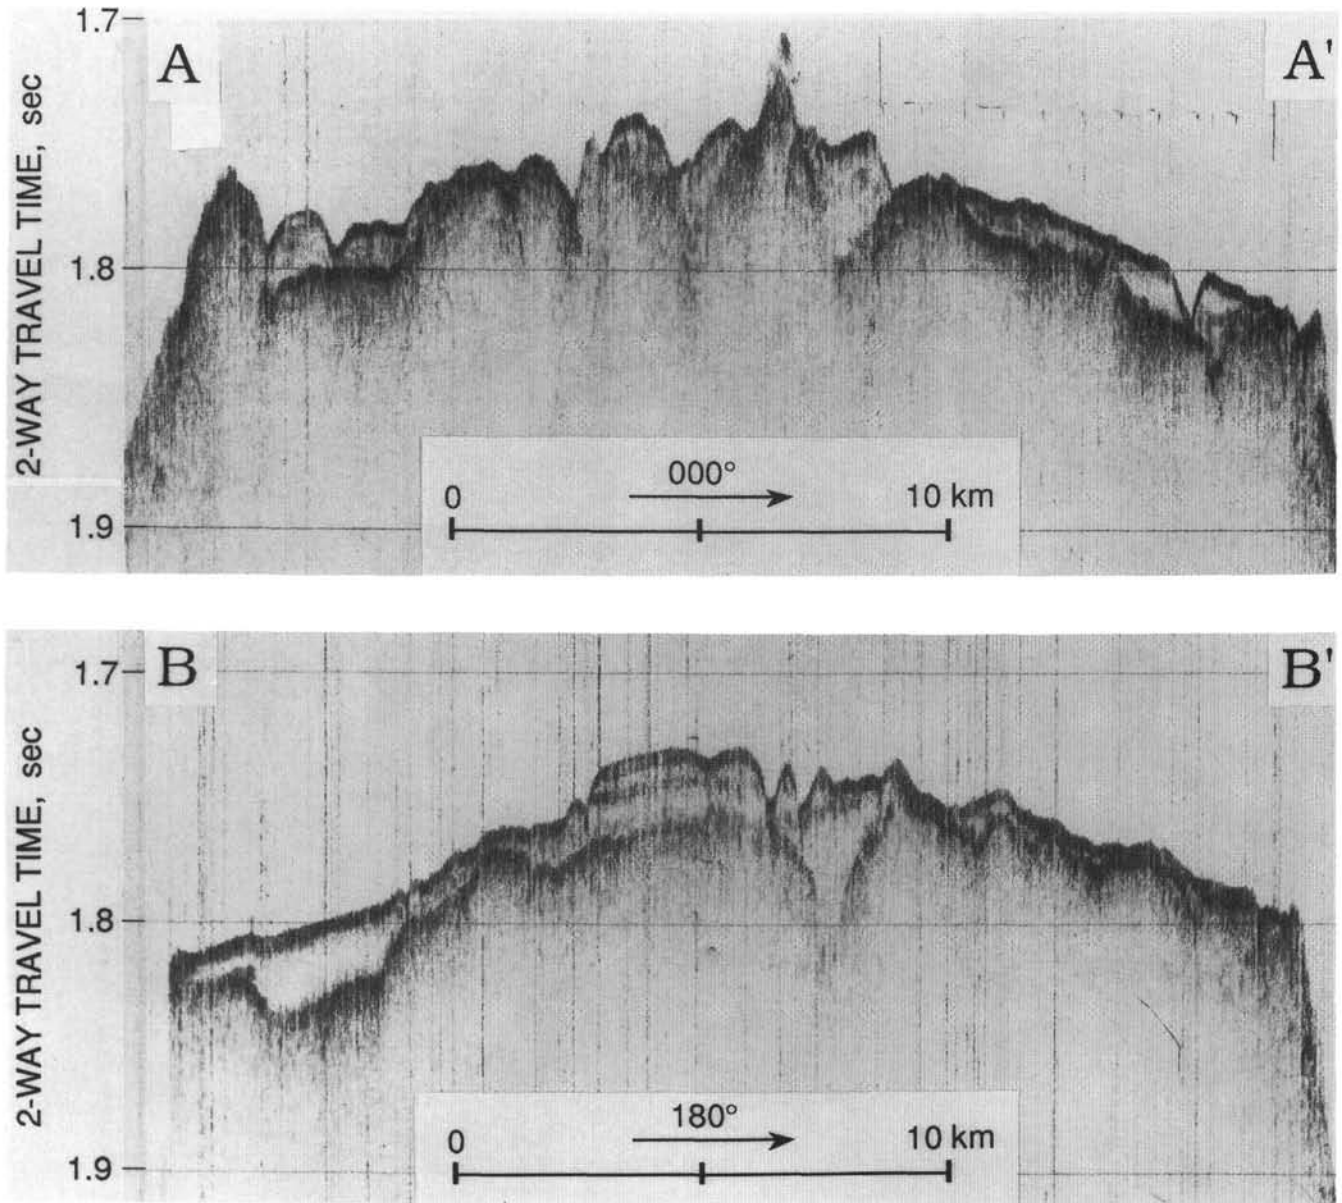 1.7
A
A'
2-WAY TRAVEL TIME, sec
1.8
000°
0
10 km
1.9
1.7
B
B'
2-WAY TRAVEL TIME, sec
1.8
180°
0
10 km
1.9